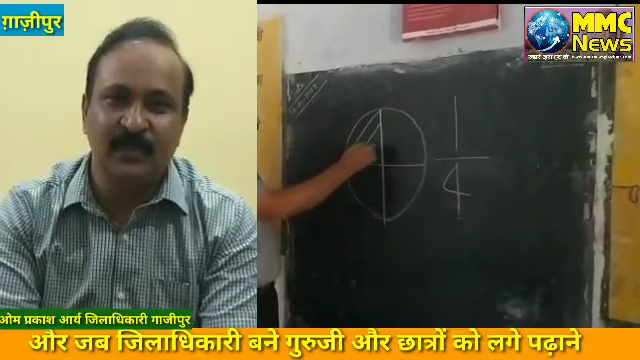 ग़ाज़ीपुर
MMC
News
1
4
ओम प्रकाश आर्य जिलाधिकारी गाजीपुर
और जब जिलाधिकारी बने गुरुजी और छात्रों को लगे पढ़ाने